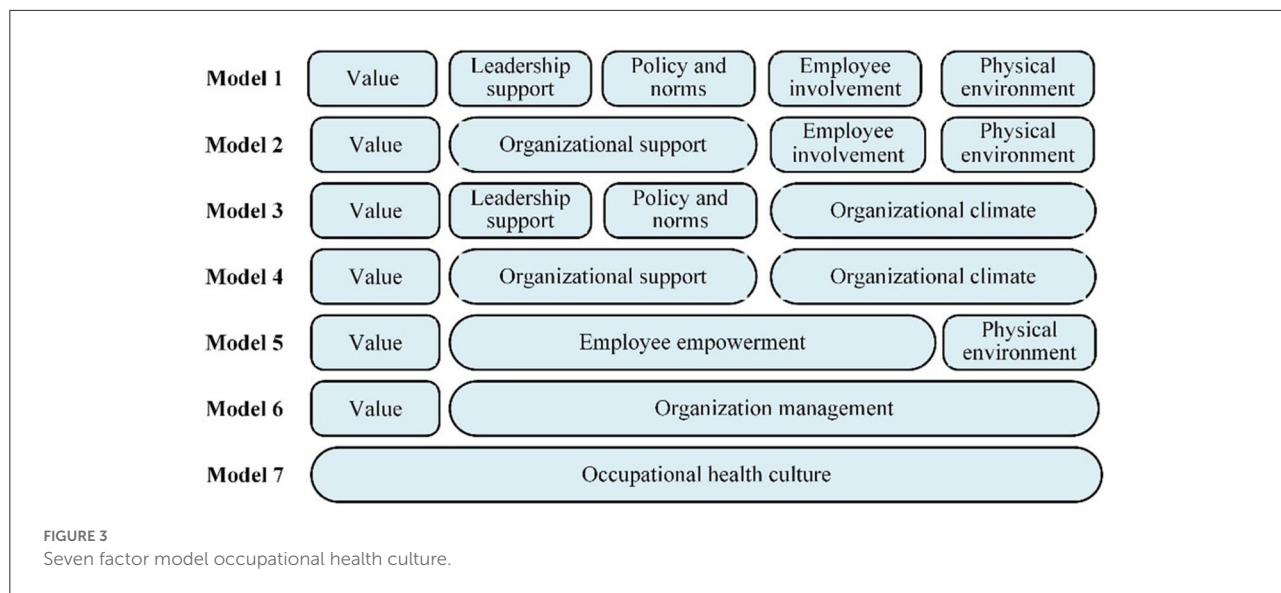 Model 1 Value Leadership support Policy and norms Employee involvement Physical environment
Model 2 Value Organizational support Employee involvement Physical environment
Model 3 Value Leadership support Policy and norms Organizational climate
Model 4 Value Organizational support Organizational climate
Model 5 Value Employee empowerment Physical environment
Model 6 Value Organization management
Model 7 Occupational health culture
FIGURE 3
Seven factor model occupational health culture.